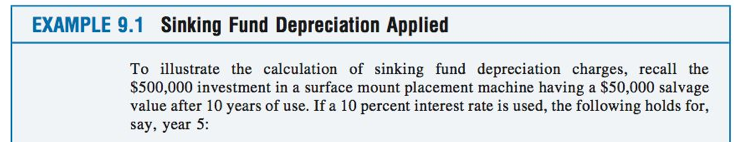 EXAMPLE 9.1 Sinking Fund Depreciation Applied
To illustrate the calculation of sinking fund depreciation charges, recall the
$500,000 investment in a surface mount placement machine having a $50,000 salvage
value after 10 years of use. If a 10 percent interest rate is used, the following holds for,
say, year 5: